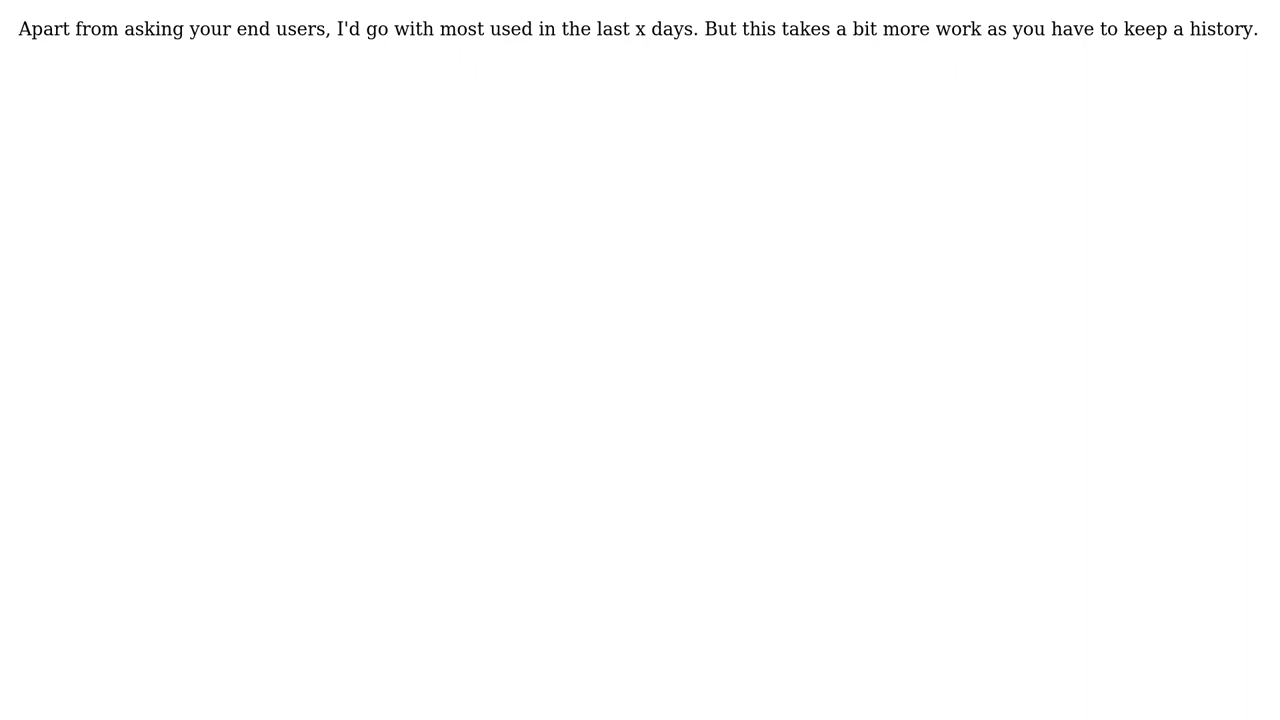 Apart from asking your end users, I'd go with most used in the last x days. But this takes a bit more work as you have to keep a history.